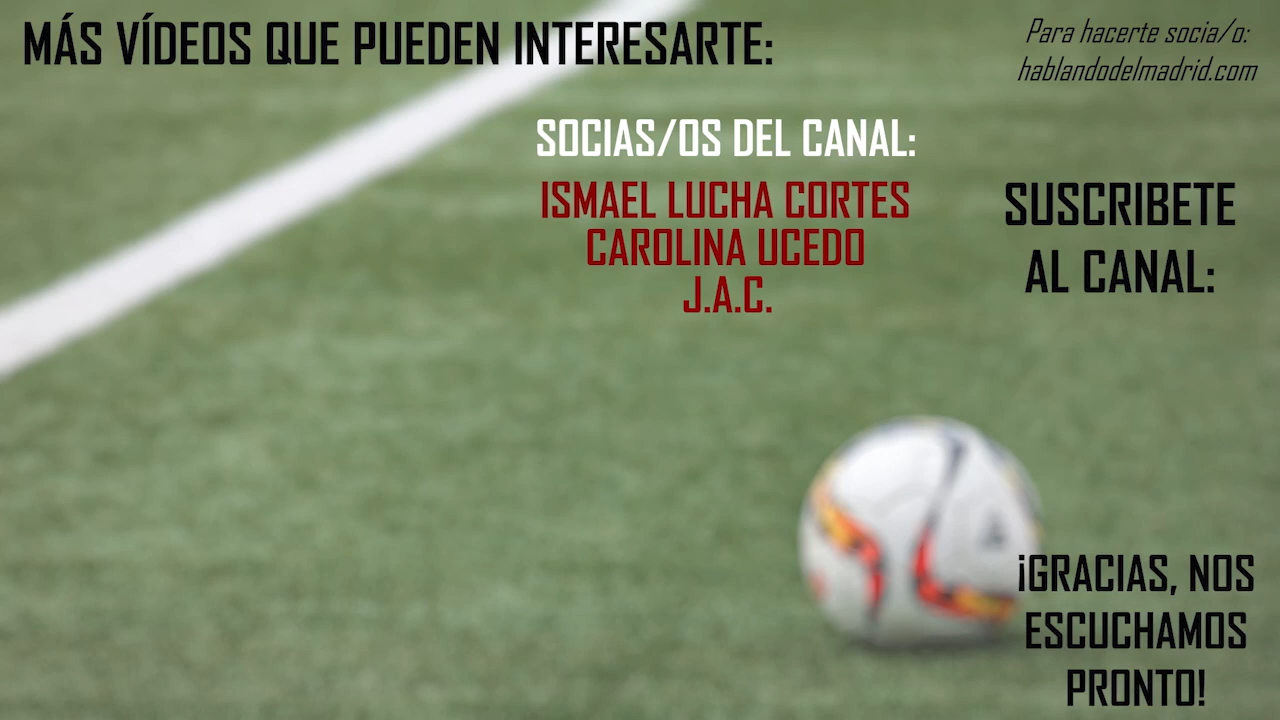 MÁS VÍDEOS QUE PUEDEN INTERESARTE:
Para hacerte socia/o:
hablandodelmadrid.com
SOCIAS/OS DEL CANAL:
ISMAEL LUCHA CORTES
CAROLINA UCEDO
J.A.C.
SUSCRIBETE
AL CANAL:
¡GRACIAS, NOS
ESCUCHAMOS
PRONTO!